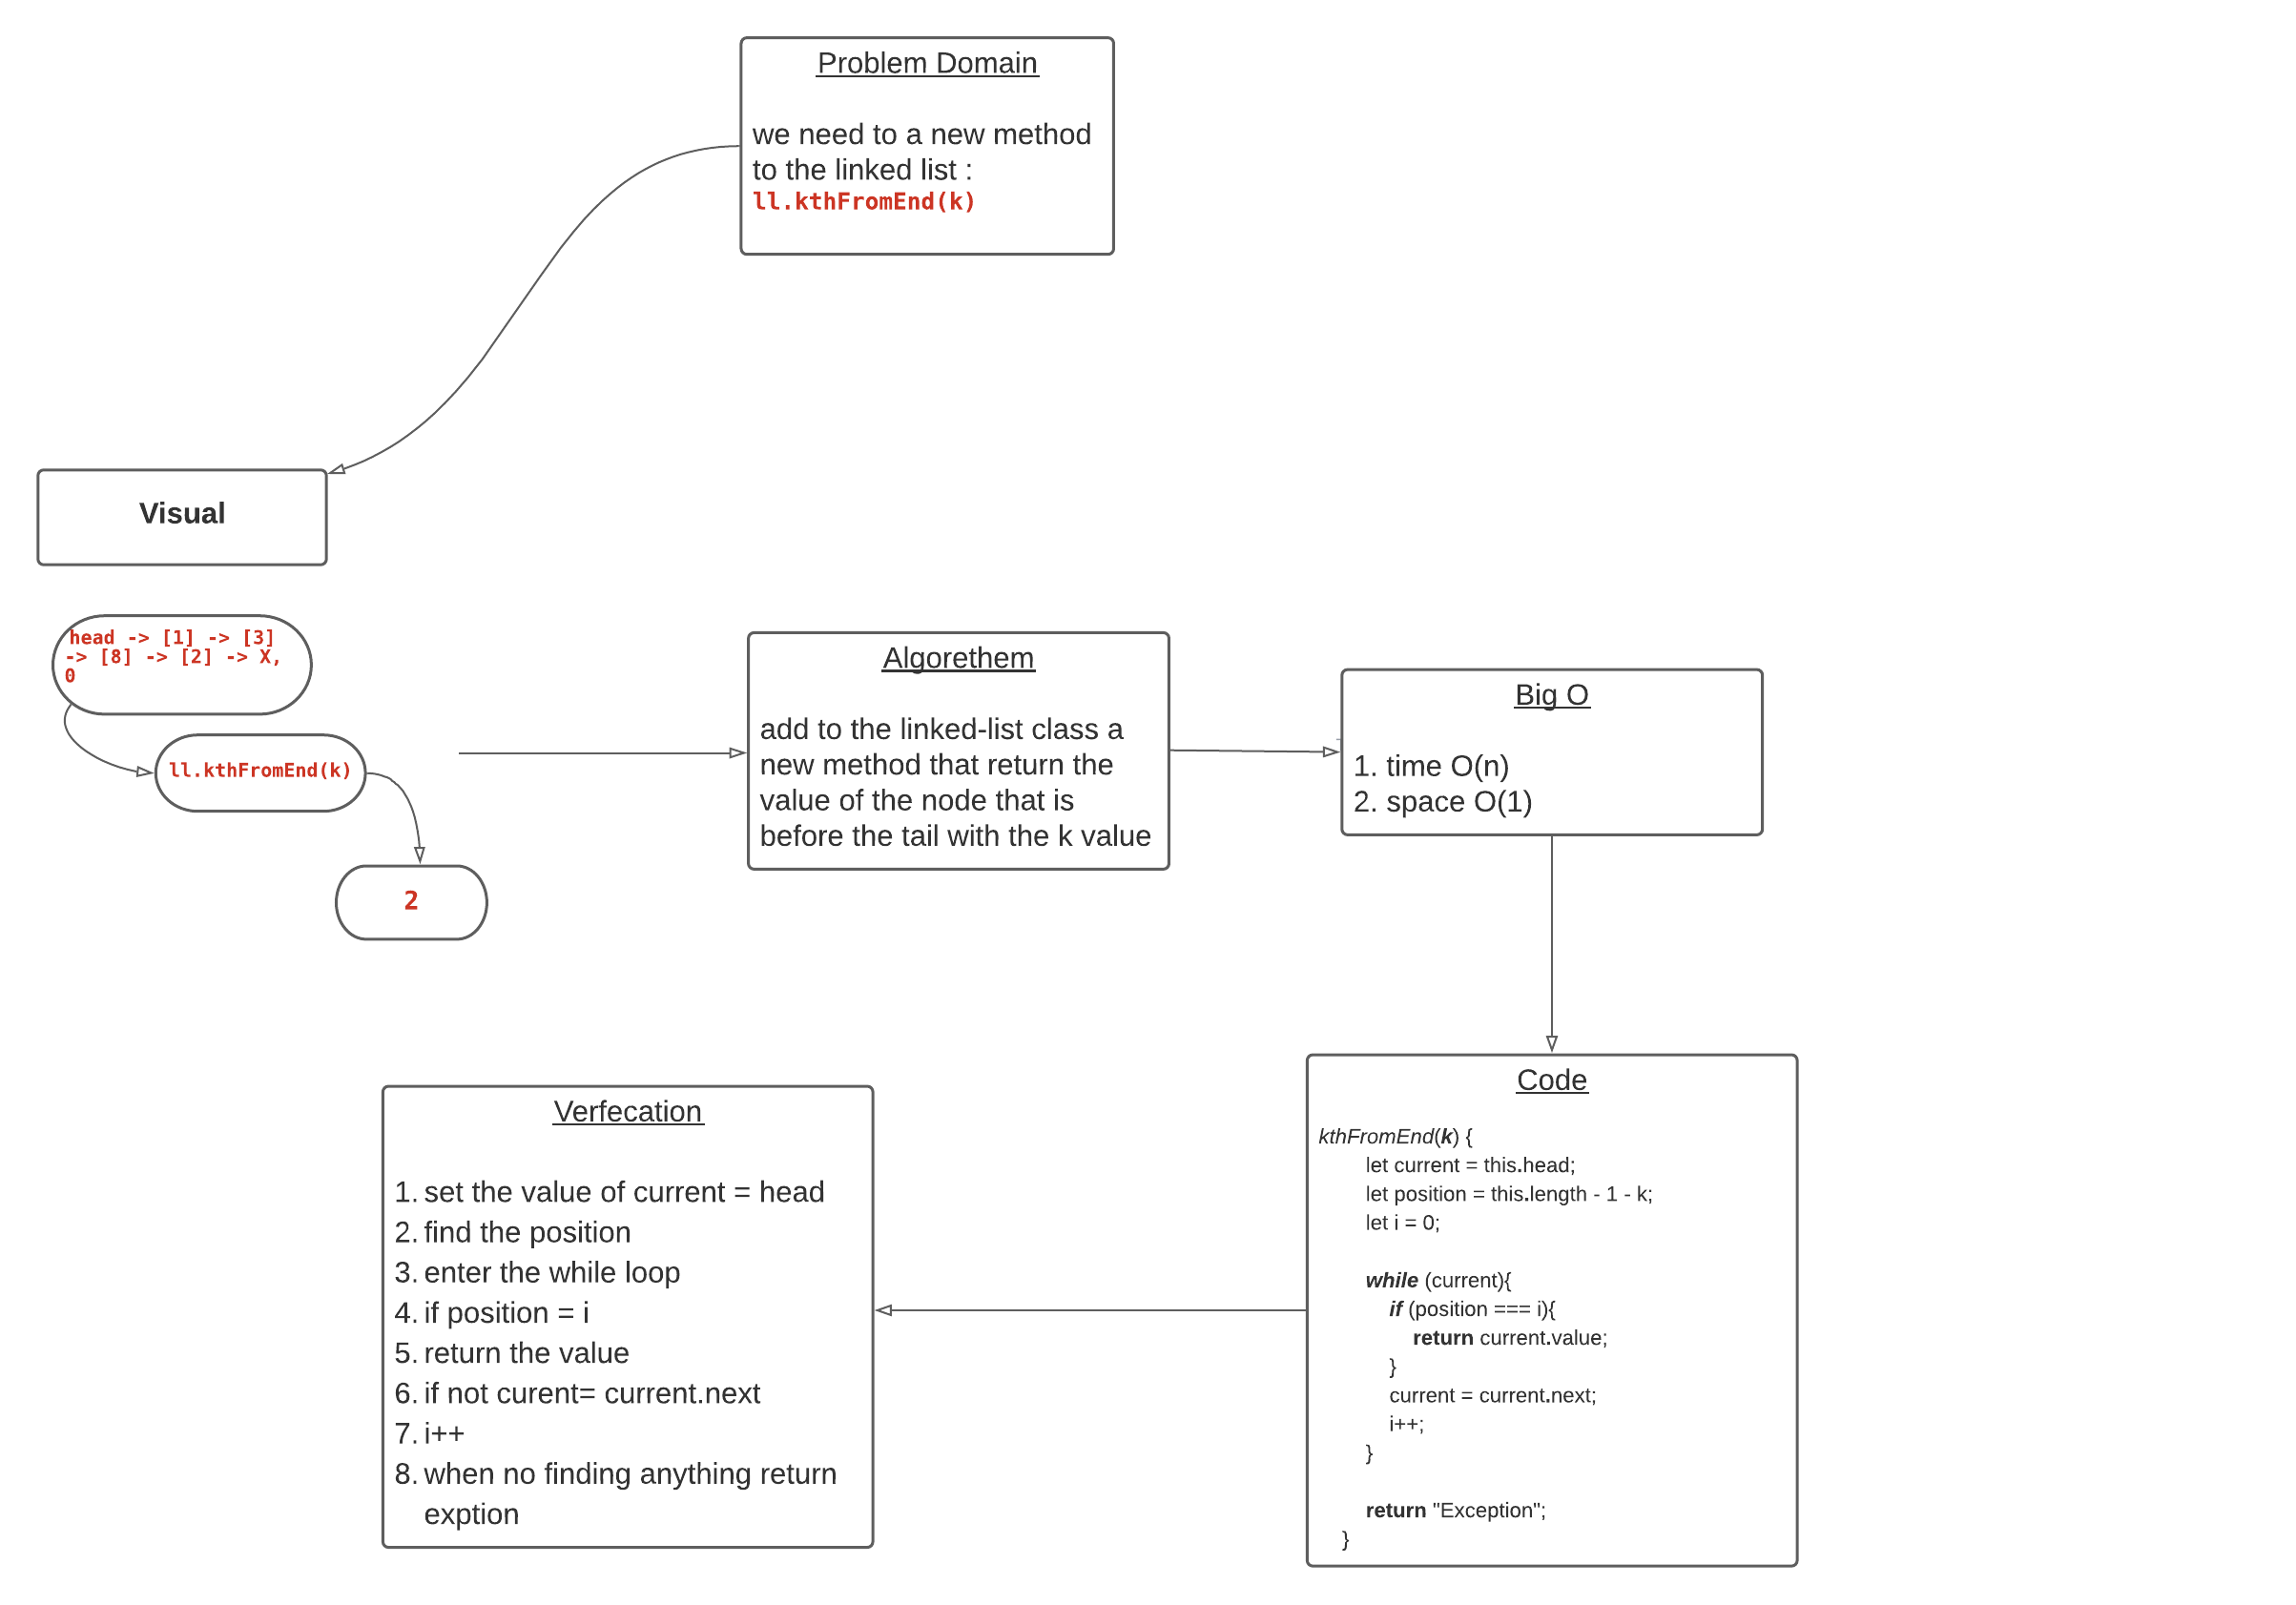 Problem Domain
we need to a new method
to the linked list :
ll.kthFromEnd(k)
Visual
head -> [1] -> [3]
-> [8] -> [2] -> X,
0
ll.kthFromEnd(k)
2
Algorethem
add to the linked-list class a
new method that return the
value of the node that is
before the tail with the k value
Big O
1. time O(n)
2. space O(1)
Code
kthFromEnd(k) {
let current = this.head;
let position = this.length - 1 - k;
let i = 0;
while (current){
if (position === i){
return current.value;
}
current = current.next;
i++;
}
return "Exception";
}
Verfecation
1. set the value of current = head
2. find the position
3. enter the while loop
4. if position = i
5. return the value
6. if not curent= current.next
7. i++
8. when no finding anything return
exption